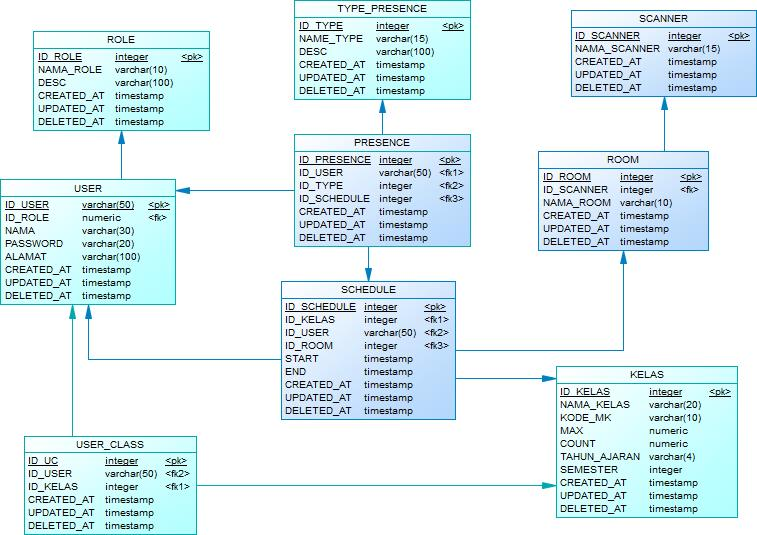 TYPE_PRESENCE
ID_TYPE integer <pk>
NAME_TYPE varchar(15)
DESC varchar(100)
CREATED_AT timestamp
UPDATED_AT timestamp
DELETED_AT timestamp
SCANNER
ID_SCANNER integer <pk>
NAMA_SCANNER varchar(15)
CREATED_AT timestamp
UPDATED_AT timestamp
DELETED_AT timestamp
ROLE
ID_ROLE integer <pk>
NAMA_ROLE varchar(10)
DESC varchar(100)
CREATED_AT timestamp
UPDATED_AT timestamp
DELETED_AT timestamp
PRESENCE
ID_PRESENCE integer <pk>
ID_USER varchar(50) <fk1>
ID_TYPE integer <fk2>
ID_SCHEDULE integer <fk3>
CREATED_AT timestamp
UPDATED_AT timestamp
DELETED_AT timestamp
ROOM
ID_ROOM integer <pk>
ID_SCANNER integer <fk>
NAMA_ROOM varchar(10)
CREATED_AT timestamp
UPDATED_AT timestamp
DELETED_AT timestamp
USER
ID_USER varchar(50) <pk>
ID_ROLE numeric <fk>
NAMA varchar(30)
PASSWORD varchar(20)
ALAMAT varchar(100)
CREATED_AT timestamp
UPDATED_AT timestamp
DELETED_AT timestamp
SCHEDULE
ID_SCHEDULE integer <pk>
ID_KELAS integer <fk1>
ID_USER varchar(50) <fk2>
ID_ROOM integer <fk3>
START timestamp
END timestamp
CREATED_AT timestamp
UPDATED_AT timestamp
DELETED_AT timestamp
KELAS
ID_KELAS integer <pk>
NAMA_KELAS varchar(20)
KODE_MK varchar(10)
MAX numeric
COUNT numeric
TAHUN_AJARAN varchar(4)
SEMESTER integer
CREATED_AT timestamp
UPDATED_AT timestamp
DELETED_AT timestamp
USER_CLASS
ID_UC integer <pk>
ID_USER varchar(50) <fk2>
ID_KELAS integer <fk1>
CREATED_AT timestamp
UPDATED_AT timestamp
DELETED_AT timestamp